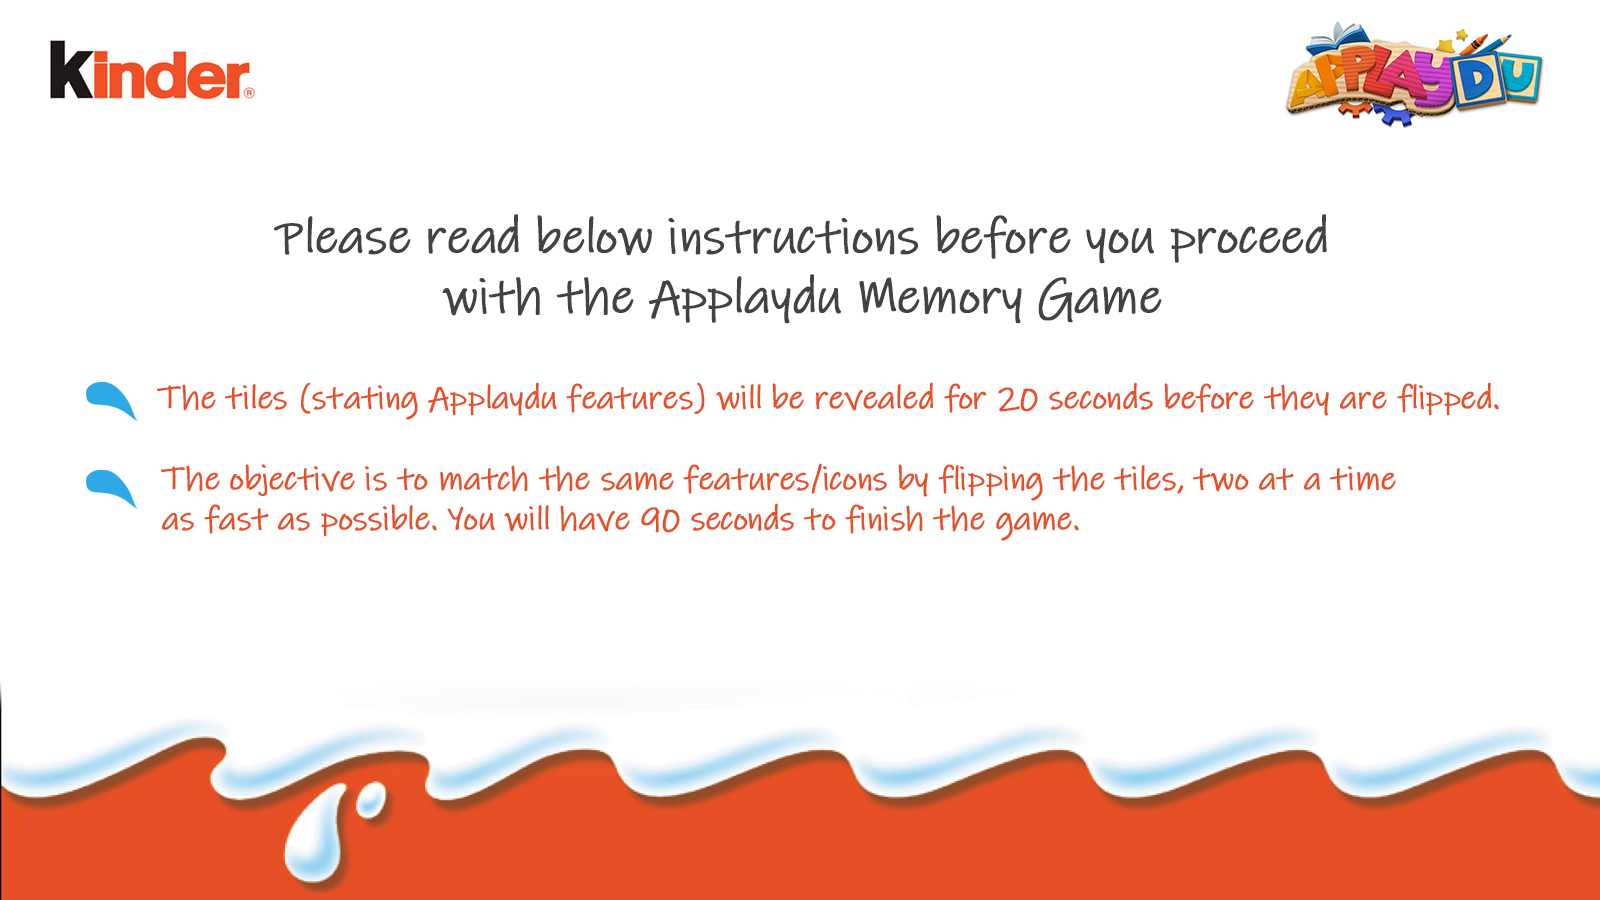 Kinder®
APPLAYDU
Please read below instructions before you proceed
with the Applaydu Memory Game
The tiles (stating Applaydu features) will be revealed for 20 seconds before they are flipped.
The objective is to match the same features/icons by flipping the tiles, two at a time
as fast as possible. You will have 90 seconds to finish the game.